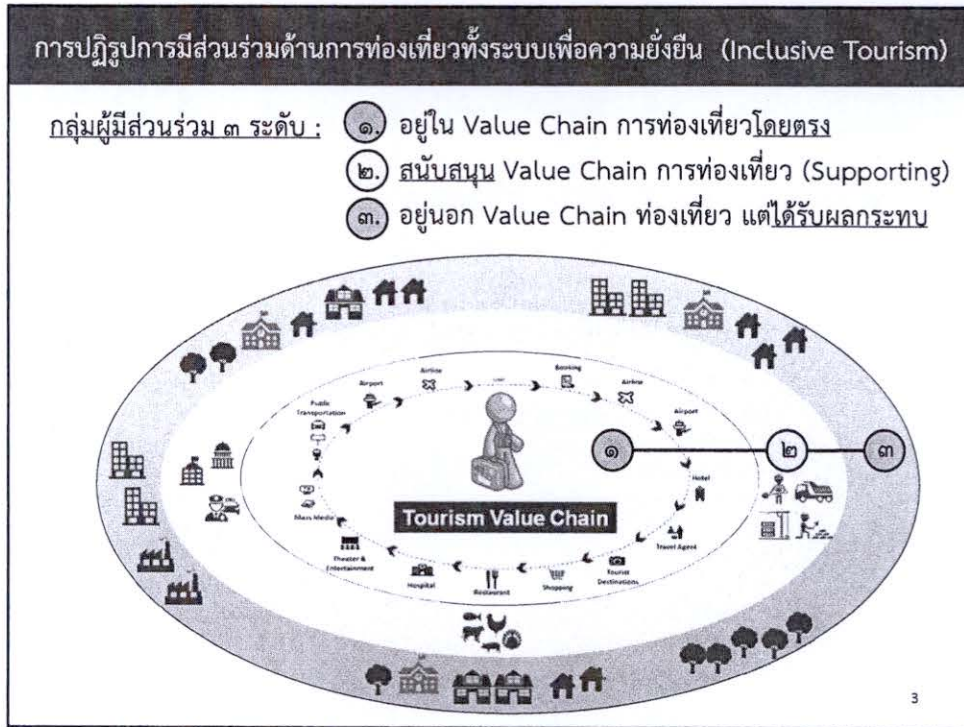 การปฏิรูปการมีส่วนร่วมด้านการท่องเที่ยวทั้งระบบเพื่อความยั่งยืน (Inclusive Tourism)
กลุ่มผู้มีส่วนร่วม ๓ ระดับ :
๑. อยู่ใน Value Chain การท่องเที่ยวโดยตรง
๒. สนับสนุน Value Chain การท่องเที่ยว (Supporting)
๓. อยู่นอก Value Chain ท่องเที่ยว แต่ได้รับผลกระทบ
Booking
Airline
Airport
Hotel
Travel Agent
Tourist
Destinations
Shopping
Restaurant
Hospital
Theater &
Entertainment
Mass Media
Public
Transportation
Airport
Airline
Tourism Value Chain
๑
๒
๓
3